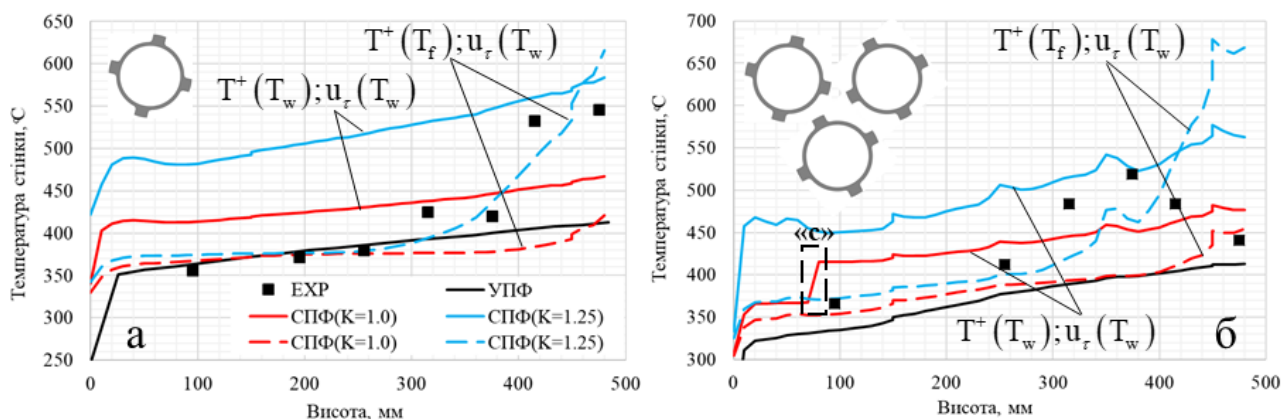 650
600
550
500
450
400
350
300
250
Температура стінки,°C
T⁺(T_f);u_τ(T_w)
T⁺(T_w);u_τ(T_w)
EXP
УПФ
СПФ(K=1.0)
СПФ(K=1.25)
СПФ(K=1.0)
СПФ(K=1.25)
а
0
100
200
300
400
500
Висота, мм
700
650
600
550
500
450
400
350
300
Температура стінки,°C
T⁺(T_f);u_τ(T_w)
«с»
T⁺(T_w);u_τ(T_w)
б
0
100
200
300
400
500
Висота, мм